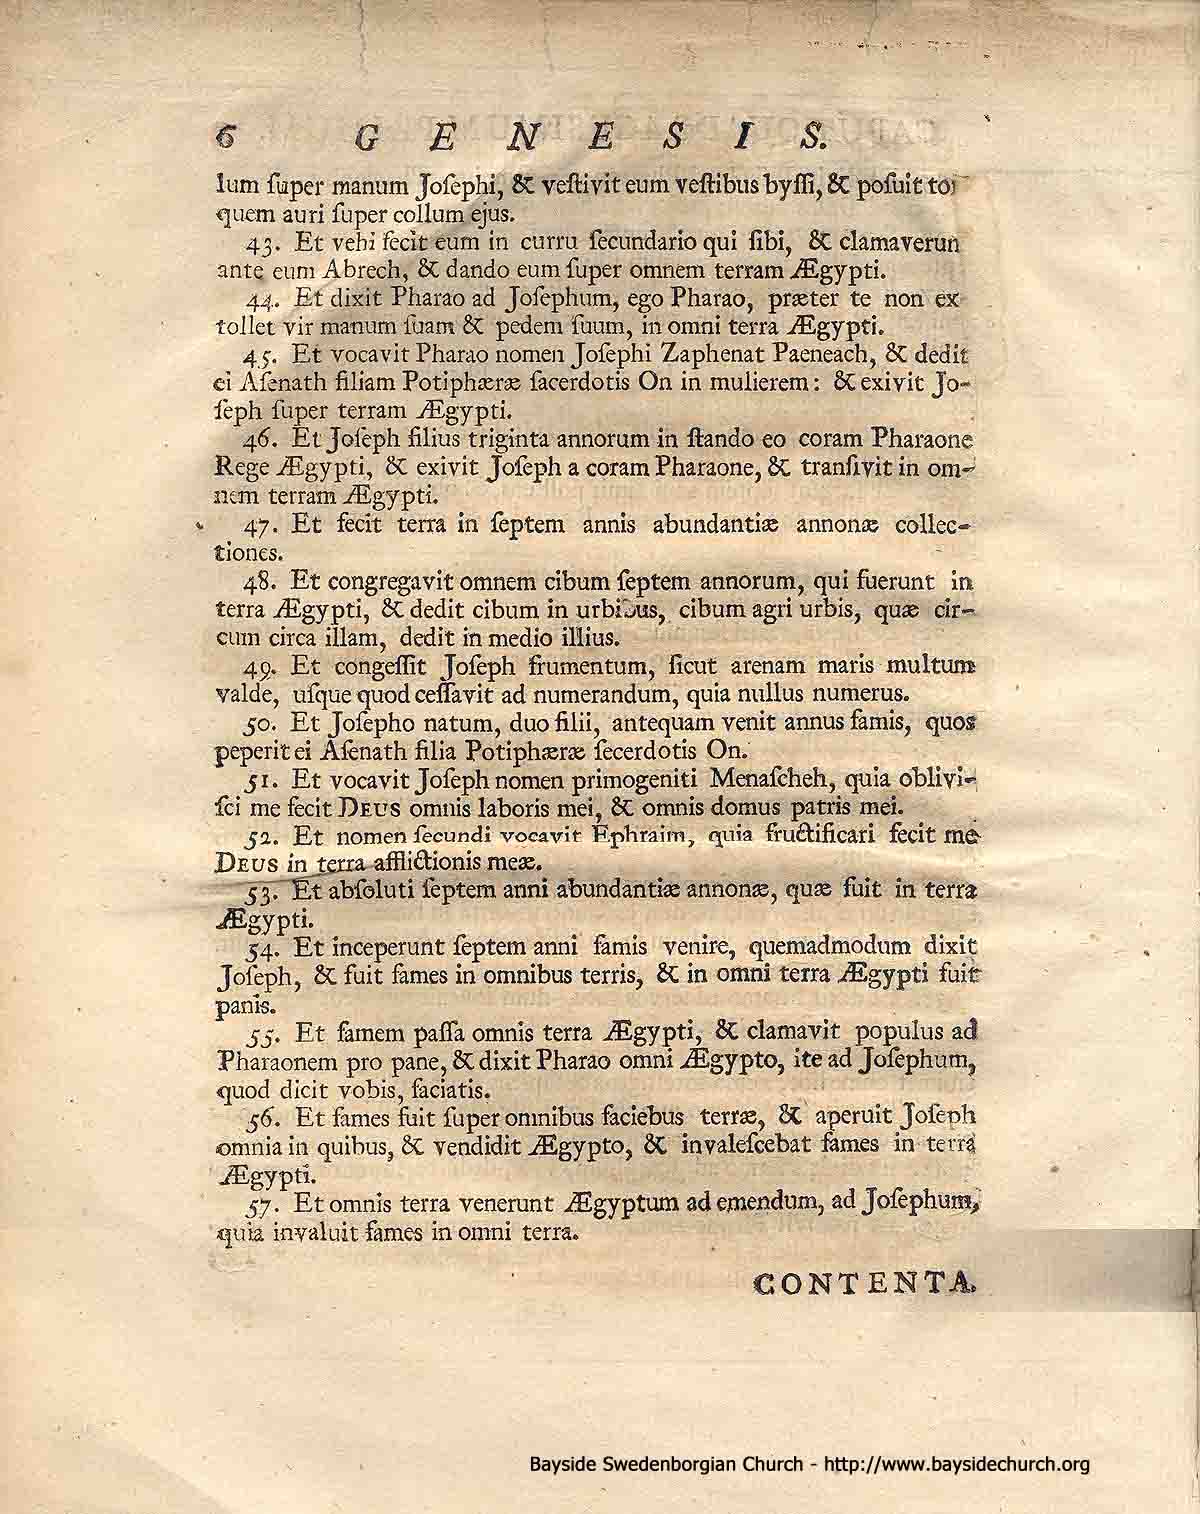 6 GENESIS.
lum ſuper manum Joſephi, & veſtivit eum veſtibus byſſi, & poſuit tor
quem auri ſuper collum ejus.
43. Et vehi fecit eum in curru ſecundario qui ſibi, & clamaverun
ante eum Abrech, & dando eum ſuper omnem terram Ægypti.
44. Et dixit Pharao ad Joſephum, ego Pharao, præter te non ex
tollet vir manum ſuam & pedem ſuum, in omni terra Ægypti.
45. Et vocavit Pharao nomen Joſephi Zaphenat Paeneach, & dedit
ei Aſenath filiam Potiphæræ ſacerdotis On in mulierem: & exivit Jo-
ſeph ſuper terram Ægypti.
46. Et Joſeph filius triginta annorum in ſtando eo coram Pharaone
Rege Ægypti, & exivit Joſeph a coram Pharaone, & tranſivit in om-
nem terram Ægypti.
47. Et fecit terra in ſeptem annis abundantiæ annonæ collec-
tiones.
48. Et congregavit omnem cibum ſeptem annorum, qui fuerunt in
terra Ægypti, & dedit cibum in urbibus, cibum agri urbis, quæ cir-
cum circa illam, dedit in medio illius.
49. Et congeſſit Joſeph frumentum, ſicut arenam maris multum
valde, uſque quod ceſſavit ad numerandum, quia nullus numerus.
50. Et Joſepho natum, duo filii, antequam venit annus famis, quos
peperit ei Aſenath filia Potiphæræ ſecerdotis On.
51. Et vocavit Joſeph nomen primogeniti Menaſcheh, quia oblivi-
ſci me fecit DEUS omnis laboris mei, & omnis domus patris mei.
52. Et nomen ſecundi vocavit Ephraim, quia fructificari fecit me
DEUS in terra afflictionis meæ.
53. Et abſoluti ſeptem anni abundantiæ annonæ, quæ fuit in terra
Ægypti.
54. Et inceperunt ſeptem anni famis venire, quemadmodum dixit
Joſeph, & fuit fames in omnibus terris, & in omni terra Ægypti fuit
panis.
55. Et famem paſſa omnis terra Ægypti, & clamavit populus ad
Pharaonem pro pane, & dixit Pharao omni Ægypto, ite ad Joſephum,
quod dicit vobis, faciatis.
56. Et fames fuit ſuper omnibus faciebus terræ, & aperuit Joſeph
omnia in quibus, & vendidit Ægypto, & invaleſcebat fames in terra
Ægypti.
57. Et omnis terra venerunt Ægyptum ad emendum, ad Joſephum,
quia invaluit fames in omni terra.
CONTENTA.
Bayside Swedenborgian Church - http://www.baysidechurch.org